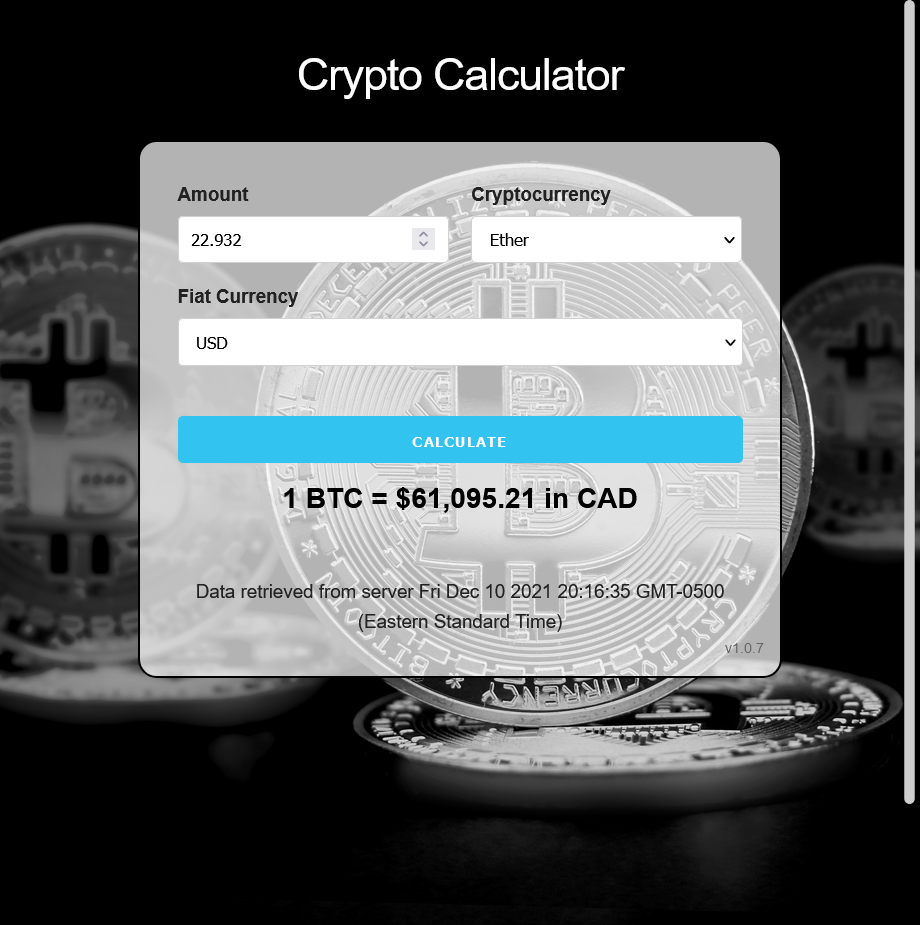 Crypto Calculator
Amount
Cryptocurrency
22.932
Ether
Fiat Currency
USD
CALCULATE
1 BTC = $61,095.21 in CAD
Data retrieved from server Fri Dec 10 2021 20:16:35 GMT-0500
(Eastern Standard Time)
v1.0.7